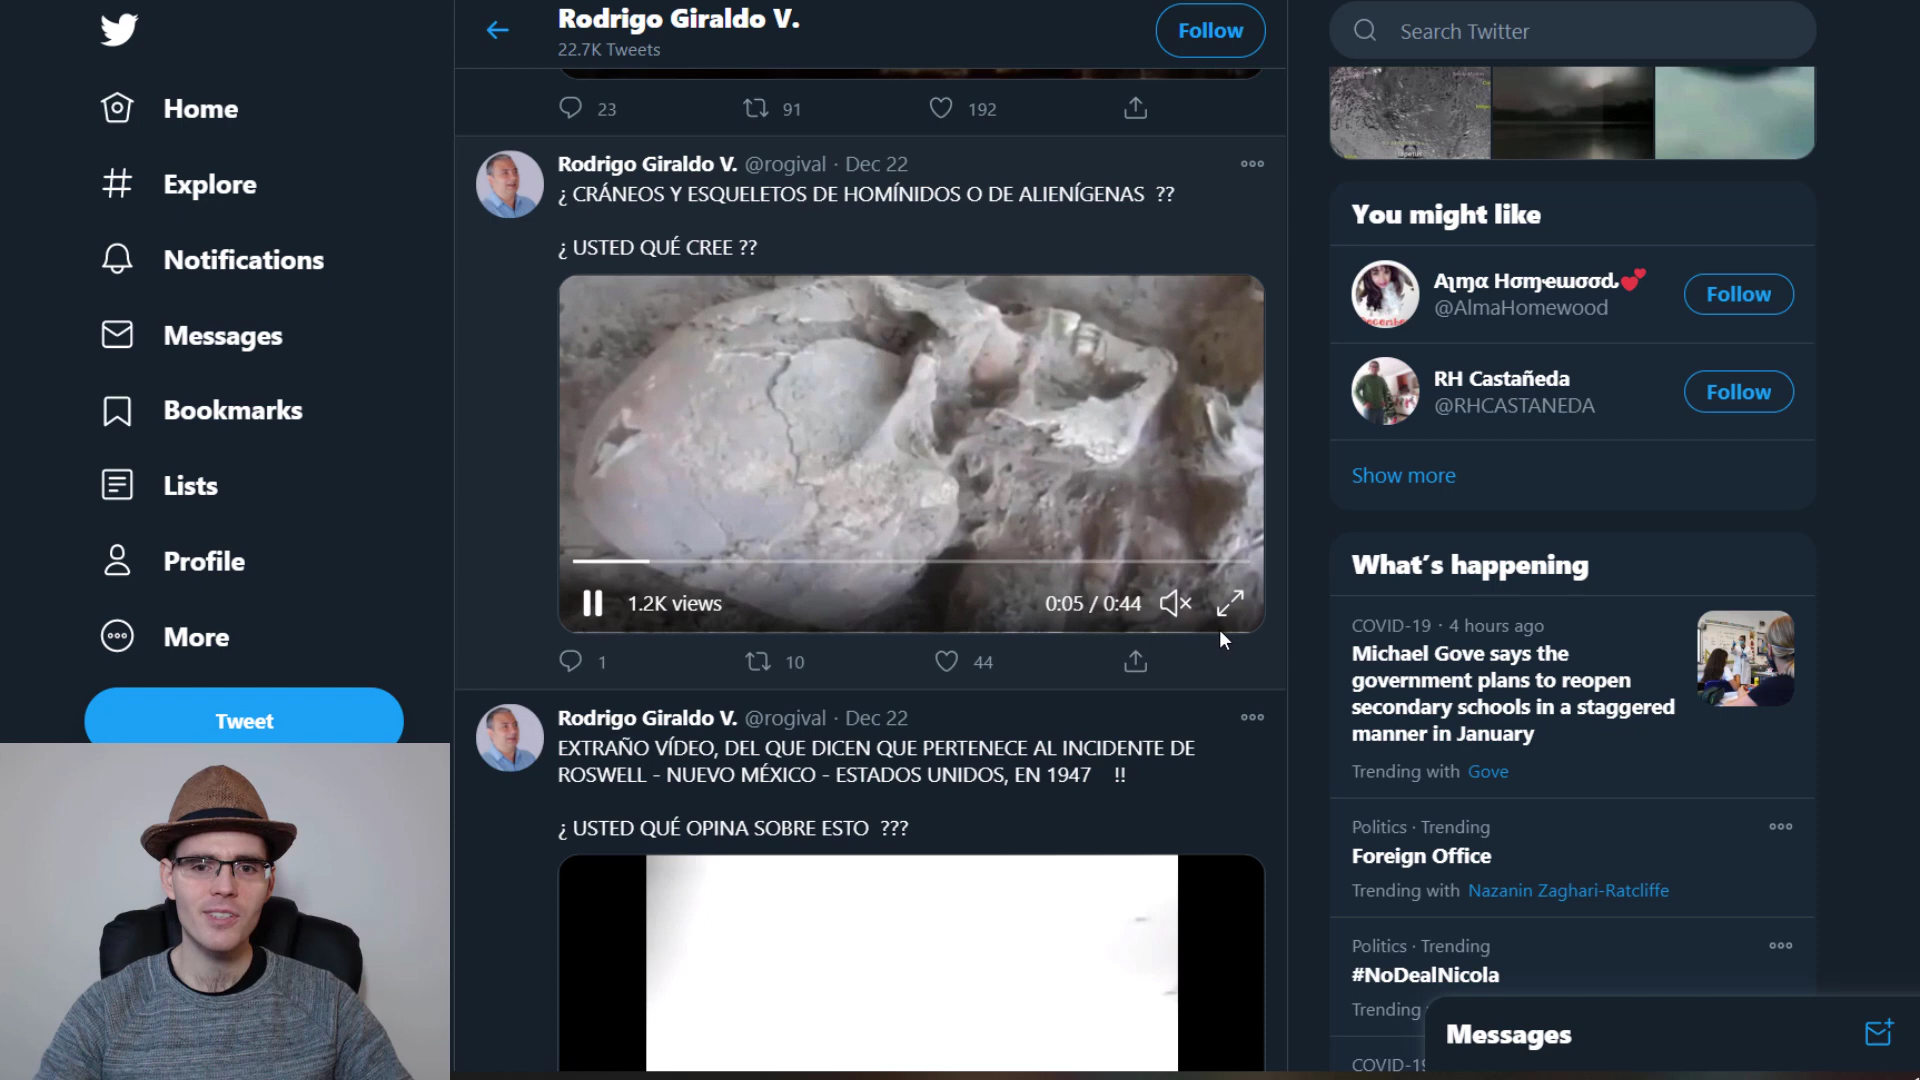 Home
Explore
Notifications
Messages
Bookmarks
Lists
Profile
More
Tweet
Rodrigo Giraldo V.
22.7K Tweets
Follow
23 91 192
Rodrigo Giraldo V. @rogival · Dec 22
¿ CRÁNEOS Y ESQUELETOS DE HOMÍNIDOS O DE ALIENÍGENAS ??
¿ USTED QUÉ CREE ??
1.2K views
0:05 / 0:44
1 10 44
Rodrigo Giraldo V. @rogival · Dec 22
EXTRAÑO VÍDEO, DEL QUE DICEN QUE PERTENECE AL INCIDENTE DE
ROSWELL - NUEVO MÉXICO - ESTADOS UNIDOS, EN 1947 !!
¿ USTED QUÉ OPINA SOBRE ESTO ???
Search Twitter
You might like
Aʅɱα Hσɱҽɯσσԃ💕
@AlmaHomewood
Follow
RH Castañeda
@RHCASTANEDA
Follow
Show more
What's happening
COVID-19 · 4 hours ago
Michael Gove says the
government plans to reopen
secondary schools in a staggered
manner in January
Trending with Gove
Politics · Trending
Foreign Office
Trending with Nazanin Zaghari-Ratcliffe
Politics · Trending
#NoDealNicola
Trending
Messages
COVID-19